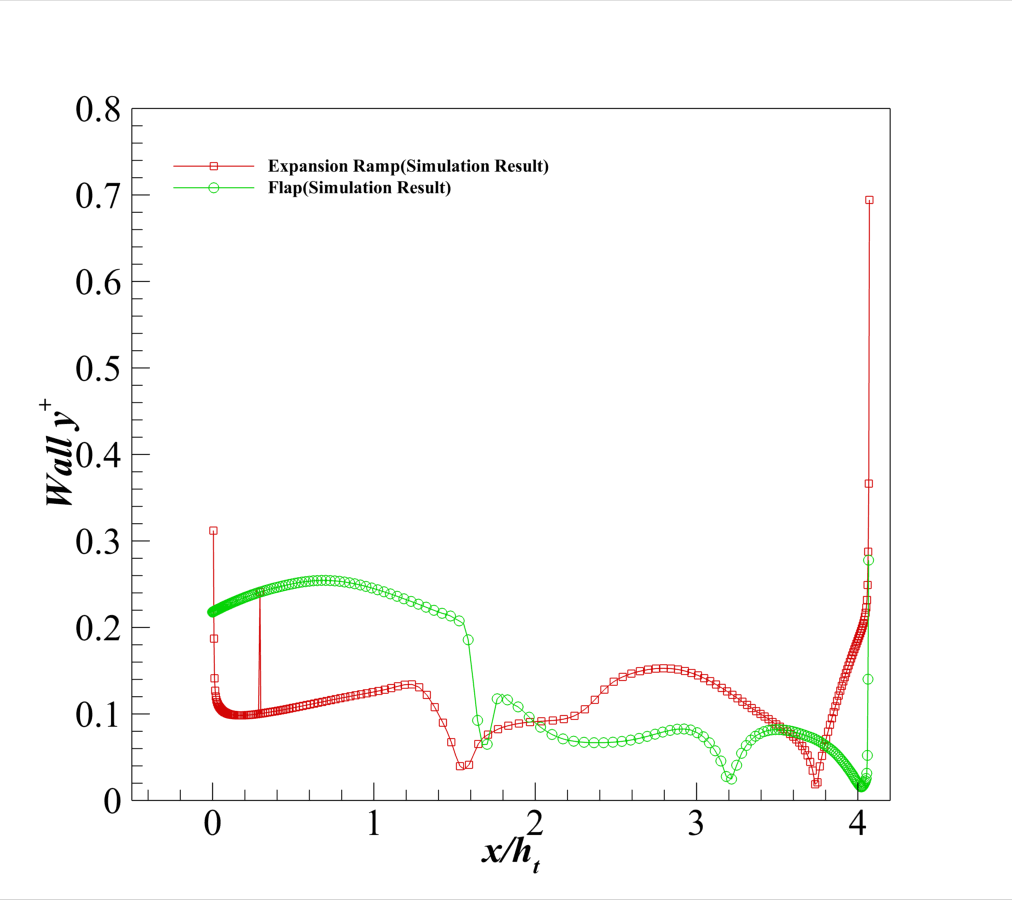 0.8
0.7
0.6
0.5
0.4
0.3
0.2
0.1
0
Wall y+
Expansion Ramp(Simulation Result)
Flap(Simulation Result)
0 1 2 3 4
x/ht